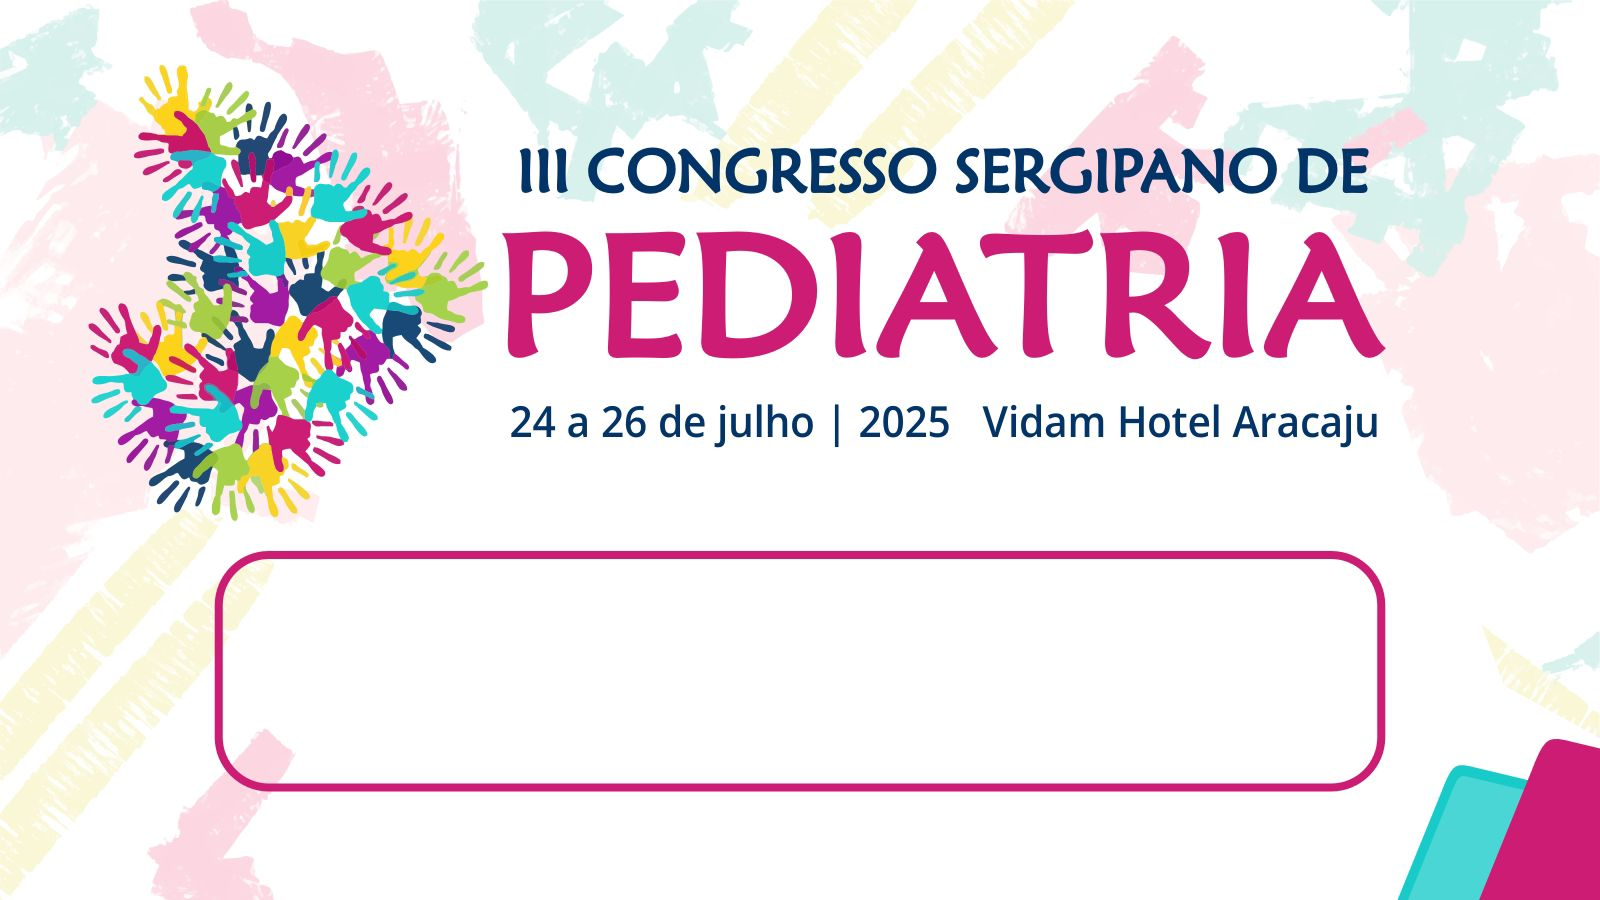 III CONGRESSO SERGIPANO DE
PEDIATRIA
24 a 26 de julho | 2025 Vidam Hotel Aracaju